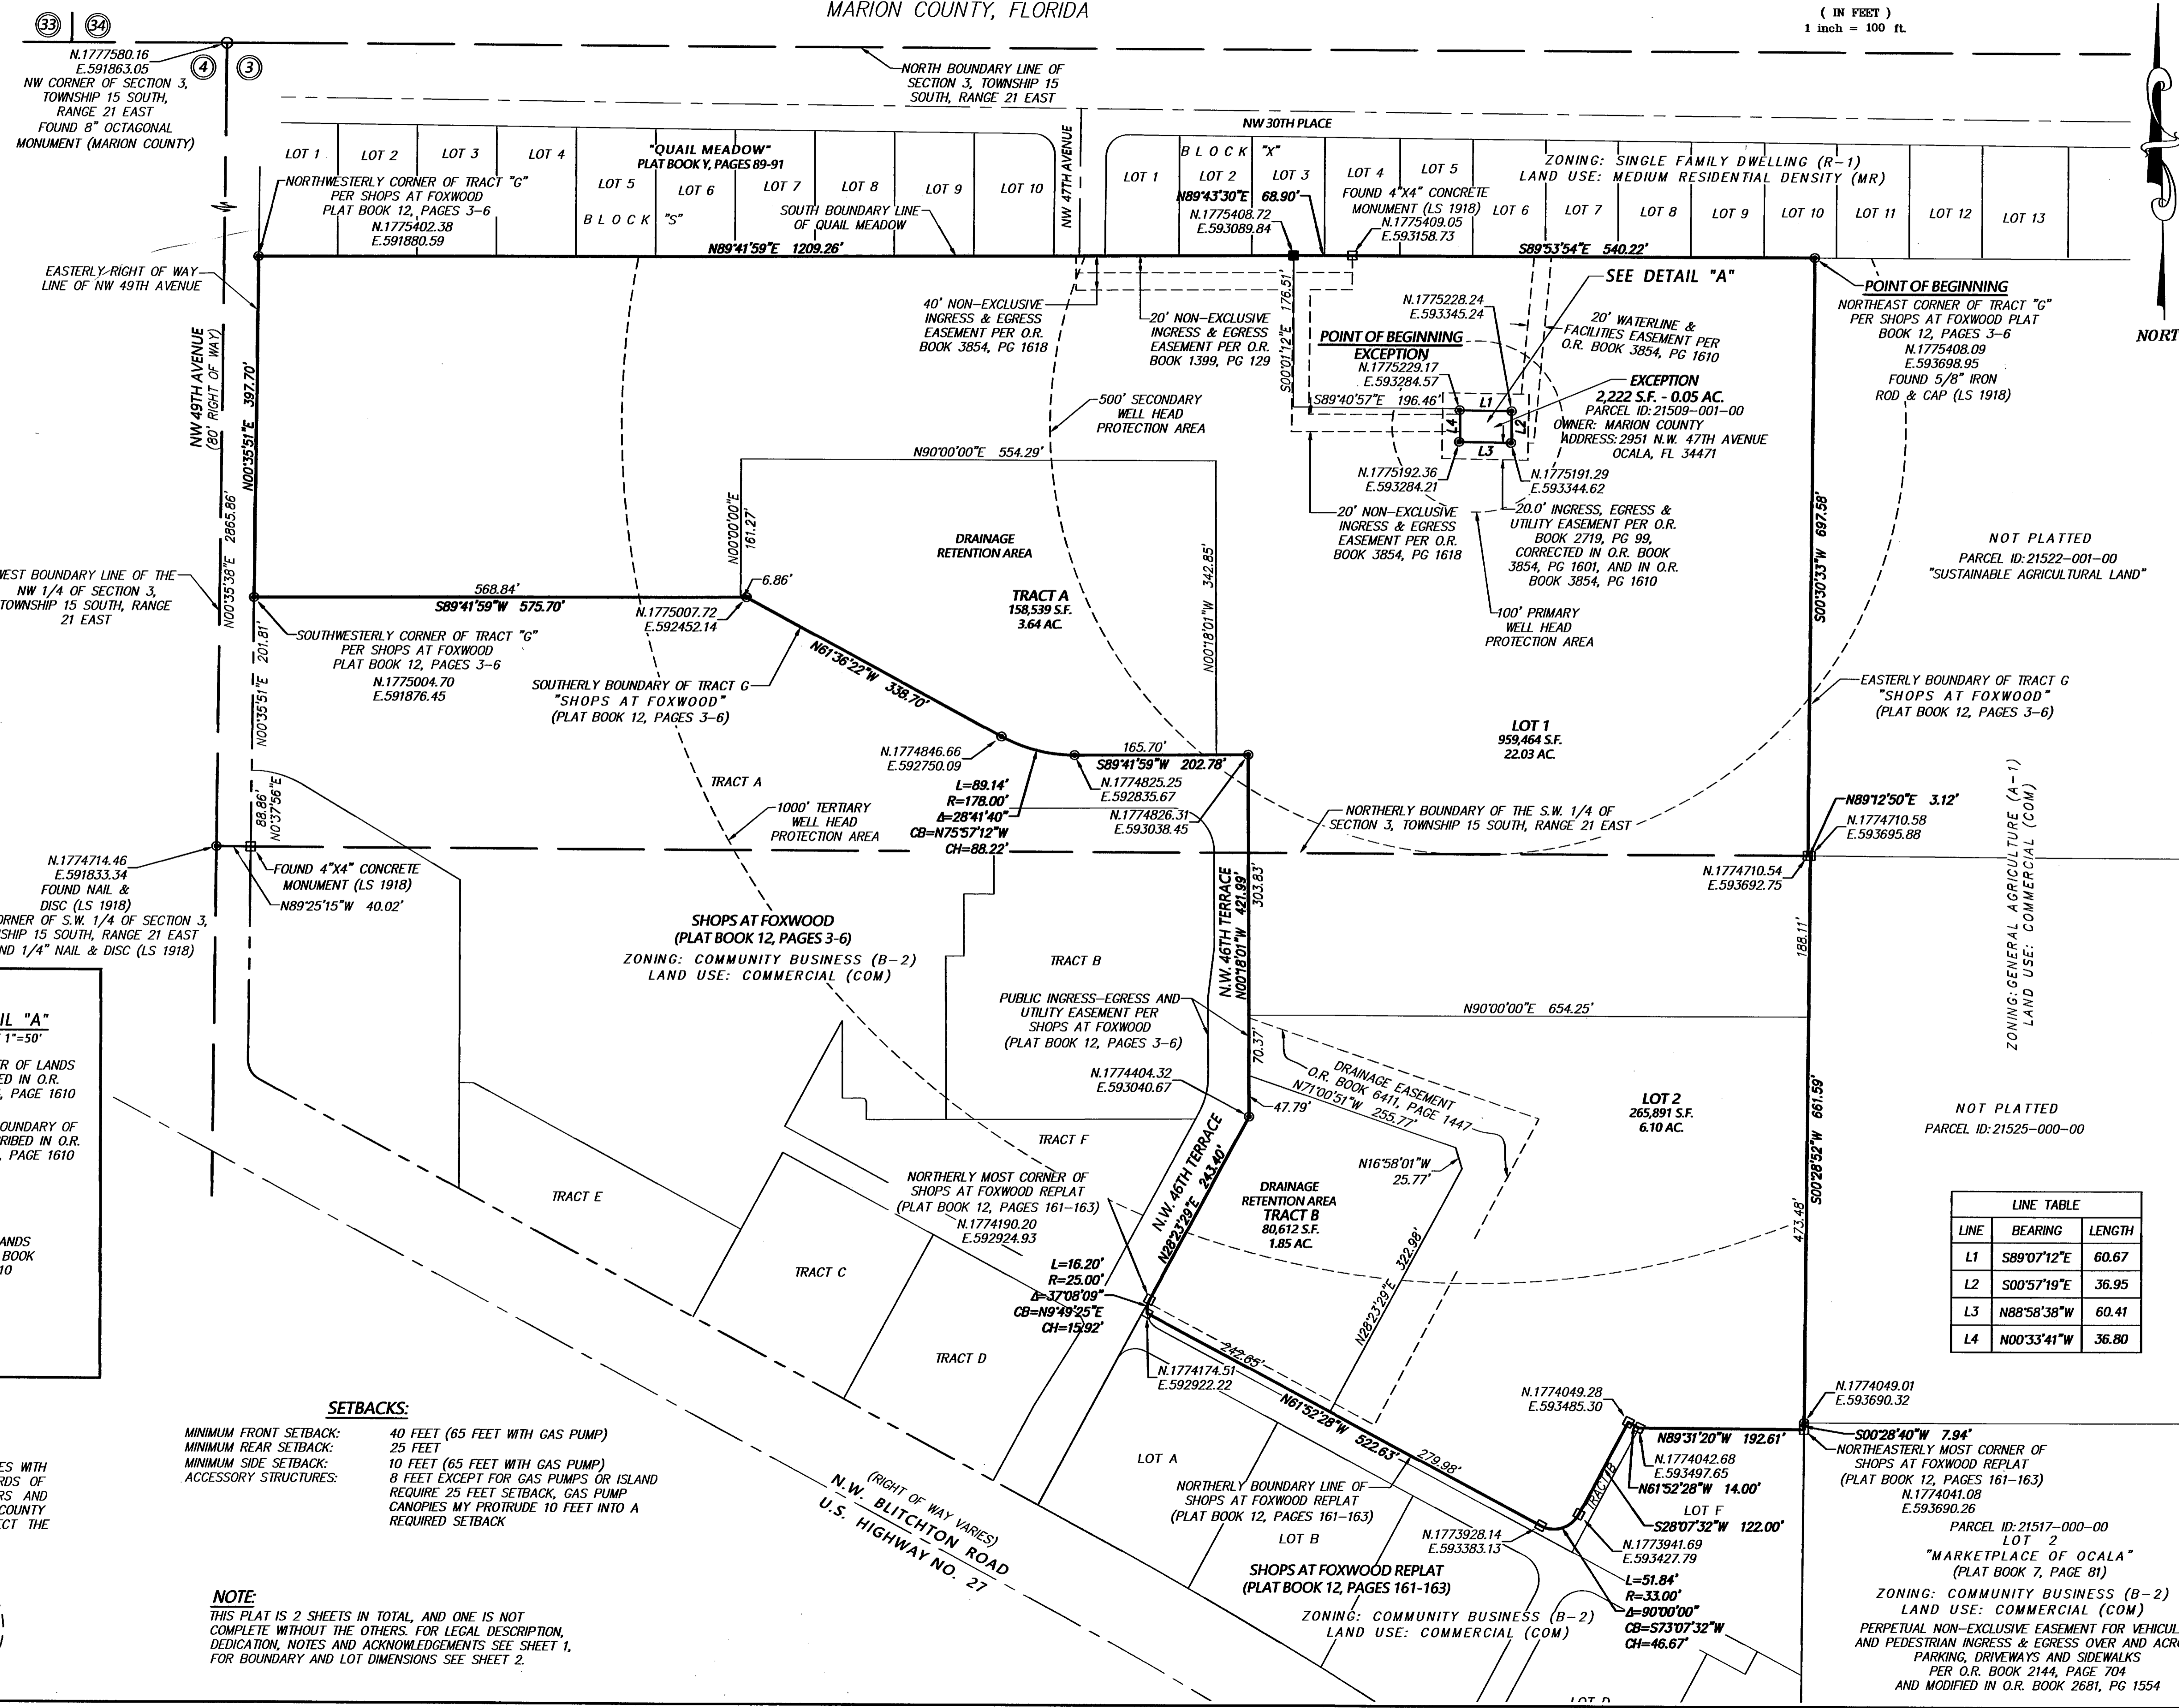 MARION COUNTY, FLORIDA
( IN FEET )
1 inch = 100 ft.
33
34
4
3
N.1777580.16
E.591863.05
NW CORNER OF SECTION 3,
TOWNSHIP 15 SOUTH,
RANGE 21 EAST
FOUND 8" OCTAGONAL
MONUMENT (MARION COUNTY)
NORTH BOUNDARY LINE OF
SECTION 3, TOWNSHIP 15
SOUTH, RANGE 21 EAST
NORT
NW 30TH PLACE
LOT 1
LOT 2
LOT 3
LOT 4
"QUAIL MEADOW"
PLAT BOOK Y, PAGES 89-91
LOT 5
LOT 6
LOT 7
LOT 8
LOT 9
LOT 10
BLOCK "S"
NW 47TH AVENUE
BLOCK "X"
LOT 1
LOT 2
LOT 3
LOT 4
LOT 5
ZONING: SINGLE FAMILY DWELLING (R-1)
LAND USE: MEDIUM RESIDENTIAL DENSITY (MR)
LOT 6
LOT 7
LOT 8
LOT 9
LOT 10
LOT 11
LOT 12
LOT 13
NORTHWESTERLY CORNER OF TRACT "G"
PER SHOPS AT FOXWOOD
PLAT BOOK 12, PAGES 3-6
N.1775402.38
E.591880.59
SOUTH BOUNDARY LINE
OF QUAIL MEADOW
N89°41'59"E 1209.26'
N89°43'30"E 68.90'
N.1775408.72
E.593089.84
FOUND 4"X4" CONCRETE
MONUMENT (LS 1918)
N.1775409.05
E.593158.73
S89°53'54"E 540.22'
SEE DETAIL "A"
POINT OF BEGINNING
NORTHEAST CORNER OF TRACT "G"
PER SHOPS AT FOXWOOD PLAT
BOOK 12, PAGES 3-6
N.1775408.09
E.593698.95
FOUND 5/8" IRON
ROD & CAP (LS 1918)
EASTERLY RIGHT OF WAY
LINE OF NW 49TH AVENUE
NW 49TH AVENUE
(80' RIGHT OF WAY)
N0°35'51"E 397.70'
N00°35'38"E 2865.86'
40' NON-EXCLUSIVE
INGRESS & EGRESS
EASEMENT PER O.R.
BOOK 3854, PG 1618
20' NON-EXCLUSIVE
INGRESS & EGRESS
EASEMENT PER O.R.
BOOK 1399, PG 129
S00°01'12"E 176.51'
N.1775228.24
E.593345.24
20' WATERLINE &
FACILITIES EASEMENT PER
O.R. BOOK 3854, PG 1610
POINT OF BEGINNING
EXCEPTION
N.1775229.17
E.593284.57
S89°40'57"E 196.46'
L1
L2
L3
L4
EXCEPTION
2,222 S.F. - 0.05 AC.
PARCEL ID: 21509-001-00
OWNER: MARION COUNTY
ADDRESS: 2951 N.W. 47TH AVENUE
OCALA, FL 34471
N.1775192.36
E.593284.21
N.1775191.29
E.593344.62
500' SECONDARY
WELL HEAD
PROTECTION AREA
20' NON-EXCLUSIVE
INGRESS & EGRESS
EASEMENT PER O.R.
BOOK 3854, PG 1618
20.0' INGRESS, EGRESS &
UTILITY EASEMENT PER O.R.
BOOK 2719, PG 99,
CORRECTED IN O.R. BOOK
3854, PG 1601, AND IN O.R.
BOOK 3854, PG 1610
100' PRIMARY
WELL HEAD
PROTECTION AREA
N90°00'00"E 554.29'
N00°00'00"E
161.27'
DRAINAGE
RETENTION AREA
TRACT A
158,539 S.F.
3.64 AC.
N00°18'01"W 342.85'
S00°30'33"W 697.58'
NOT PLATTED
PARCEL ID: 21522-001-00
"SUSTAINABLE AGRICULTURAL LAND"
WEST BOUNDARY LINE OF THE
NW 1/4 OF SECTION 3,
TOWNSHIP 15 SOUTH, RANGE
21 EAST
568.84'
S89°41'59"W 575.70'
6.86'
N.1775007.72
E.592452.14
SOUTHWESTERLY CORNER OF TRACT "G"
PER SHOPS AT FOXWOOD
PLAT BOOK 12, PAGES 3-6
N.1775004.70
E.591876.45
N0°35'51"E 201.81'
N61°36'22"W 338.70'
SOUTHERLY BOUNDARY OF TRACT G
"SHOPS AT FOXWOOD"
(PLAT BOOK 12, PAGES 3-6)
EASTERLY BOUNDARY OF TRACT G
"SHOPS AT FOXWOOD"
(PLAT BOOK 12, PAGES 3-6)
LOT 1
959,464 S.F.
22.03 AC.
N.1774846.66
E.592750.09
165.70'
S89°41'59"W 202.78'
N.1774825.25
E.592835.67
L=89.14'
R=178.00'
Δ=28°41'40"
CB=N75°57'12"W
CH=88.22'
N.1774826.31
E.593038.45
TRACT A
1000' TERTIARY
WELL HEAD
PROTECTION AREA
NORTHERLY BOUNDARY OF THE S.W. 1/4 OF
SECTION 3, TOWNSHIP 15 SOUTH, RANGE 21 EAST
N89°12'50"E 3.12'
N.1774710.58
E.593695.88
N.1774710.54
E.593692.75
ZONING: GENERAL AGRICULTURE (A-1)
LAND USE: COMMERCIAL (COM)
88.86'
N0°37'56"E
N.1774714.46
E.591833.34
FOUND NAIL &
DISC (LS 1918)
ORNER OF S.W. 1/4 OF SECTION 3,
SHIP 15 SOUTH, RANGE 21 EAST
ND 1/4" NAIL & DISC (LS 1918)
FOUND 4"X4" CONCRETE
MONUMENT (LS 1918)
N89°25'15"W 40.02'
SHOPS AT FOXWOOD
(PLAT BOOK 12, PAGES 3-6)
ZONING: COMMUNITY BUSINESS (B-2)
LAND USE: COMMERCIAL (COM)
N.W. 46TH TERRACE
N00°18'01"W 421.99'
303.83'
188.11'
TRACT B
PUBLIC INGRESS-EGRESS AND
UTILITY EASEMENT PER
SHOPS AT FOXWOOD
(PLAT BOOK 12, PAGES 3-6)
N90°00'00"E 654.25'
70.37'
N.1774404.32
E.593040.67
47.79'
DRAINAGE EASEMENT
O.R. BOOK 6411, PAGE 1447
N71°00'51"W 255.77'
LOT 2
265,891 S.F.
6.10 AC.
S00°28'52"W 661.59'
473.48'
NOT PLATTED
PARCEL ID: 21525-000-00
IL "A"
1"=50'
R OF LANDS
ED IN O.R.
, PAGE 1610
OUNDARY OF
RIBED IN O.R.
, PAGE 1610
ANDS
BOOK
10
TRACT F
N.W. 46TH TERRACE
N28°23'29"E 243.40'
N16°58'01"W
25.77'
DRAINAGE
RETENTION AREA
TRACT B
80,612 S.F.
1.85 AC.
N28°23'29"E 322.98'
NORTHERLY MOST CORNER OF
SHOPS AT FOXWOOD REPLAT
(PLAT BOOK 12, PAGES 161-163)
N.1774190.20
E.592924.93
TRACT E
TRACT C
TRACT D
L=16.20'
R=25.00'
Δ=37°08'09"
CB=N9°49'25"E
CH=15.92'
N.1774174.51
E.592922.22
242.65'
N61°52'28"W 522.63'
279.98'
LINE TABLE
LINE BEARING LENGTH
L1 S89°07'12"E 60.67
L2 S00°57'19"E 36.95
L3 N88°58'38"W 60.41
L4 N00°33'41"W 36.80
N.1774049.28
E.593485.30
N.1774049.01
E.593690.32
N89°31'20"W 192.61'
S00°28'40"W 7.94'
NORTHEASTERLY MOST CORNER OF
SHOPS AT FOXWOOD REPLAT
(PLAT BOOK 12, PAGES 161-163)
N.1774041.08
E.593690.26
N.1774042.68
E.593497.65
N61°52'28"W 14.00'
TRACT B
LOT F
S28°07'32"W 122.00'
N.1773941.69
E.593427.79
N.1773928.14
E.593383.13
L=51.84'
R=33.00'
Δ=90°00'00"
CB=S73°07'32"W
CH=46.67'
PARCEL ID: 21517-000-00
LOT 2
"MARKETPLACE OF OCALA"
(PLAT BOOK 7, PAGE 81)
ZONING: COMMUNITY BUSINESS (B-2)
LAND USE: COMMERCIAL (COM)
PERPETUAL NON-EXCLUSIVE EASEMENT FOR VEHICUL
AND PEDESTRIAN INGRESS & EGRESS OVER AND ACRO
PARKING, DRIVEWAYS AND SIDEWALKS
PER O.R. BOOK 2144, PAGE 704
AND MODIFIED IN O.R. BOOK 2681, PG 1554
LOT A
NORTHERLY BOUNDARY LINE OF
SHOPS AT FOXWOOD REPLAT
(PLAT BOOK 12, PAGES 161-163)
LOT B
SHOPS AT FOXWOOD REPLAT
(PLAT BOOK 12, PAGES 161-163)
ZONING: COMMUNITY BUSINESS (B-2)
LAND USE: COMMERCIAL (COM)
LOT D
(RIGHT OF WAY VARIES)
N.W. BLITCHTON ROAD
U.S. HIGHWAY NO. 27
SETBACKS:
MINIMUM FRONT SETBACK: 40 FEET (65 FEET WITH GAS PUMP)
MINIMUM REAR SETBACK: 25 FEET
MINIMUM SIDE SETBACK: 10 FEET (65 FEET WITH GAS PUMP)
ACCESSORY STRUCTURES: 8 FEET EXCEPT FOR GAS PUMPS OR ISLAND
REQUIRE 25 FEET SETBACK, GAS PUMP
CANOPIES MY PROTRUDE 10 FEET INTO A
REQUIRED SETBACK
ES WITH
RDS OF
RS AND
COUNTY
CT THE
NOTE:
THIS PLAT IS 2 SHEETS IN TOTAL, AND ONE IS NOT
COMPLETE WITHOUT THE OTHERS. FOR LEGAL DESCRIPTION,
DEDICATION, NOTES AND ACKNOWLEDGEMENTS SEE SHEET 1,
FOR BOUNDARY AND LOT DIMENSIONS SEE SHEET 2.